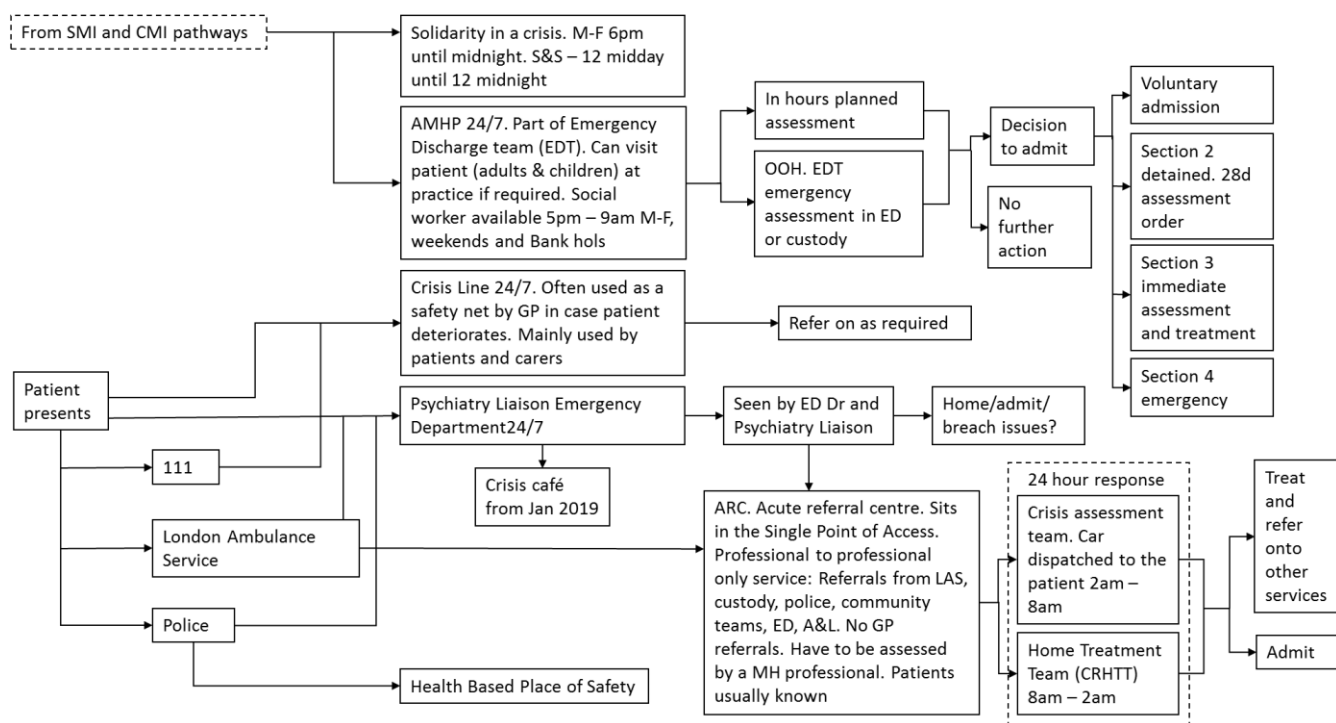 From SMI and CMI pathways
Solidarity in a crisis. M-F 6pm
until midnight. S&S – 12 midday
until 12 midnight
AMHP 24/7. Part of Emergency
Discharge team (EDT). Can visit
patient (adults & children) at
practice if required. Social
worker available 5pm – 9am M-F,
weekends and Bank hols
In hours planned
assessment
OOH. EDT
emergency
assessment in ED
or custody
Decision
to admit
No
further
action
Voluntary
admission
Section 2
detained. 28d
assessment
order
Section 3
immediate
assessment
and treatment
Section 4
emergency
Crisis Line 24/7. Often used as a
safety net by GP in case patient
deteriorates. Mainly used by
patients and carers
Refer on as required
Patient
presents
Psychiatry Liaison Emergency
Department24/7
Seen by ED Dr and
Psychiatry Liaison
Home/admit/
breach issues?
111
Crisis café
from Jan 2019
London Ambulance
Service
Police
Health Based Place of Safety
ARC. Acute referral centre. Sits
in the Single Point of Access.
Professional to professional
only service: Referrals from LAS,
custody, police, community
teams, ED, A&L. No GP
referrals. Have to be assessed
by a MH professional. Patients
usually known
24 hour response
Crisis assessment
team. Car
dispatched to the
patient 2am –
8am
Home Treatment
Team (CRHTT)
8am – 2am
Treat
and
refer
onto
other
services
Admit